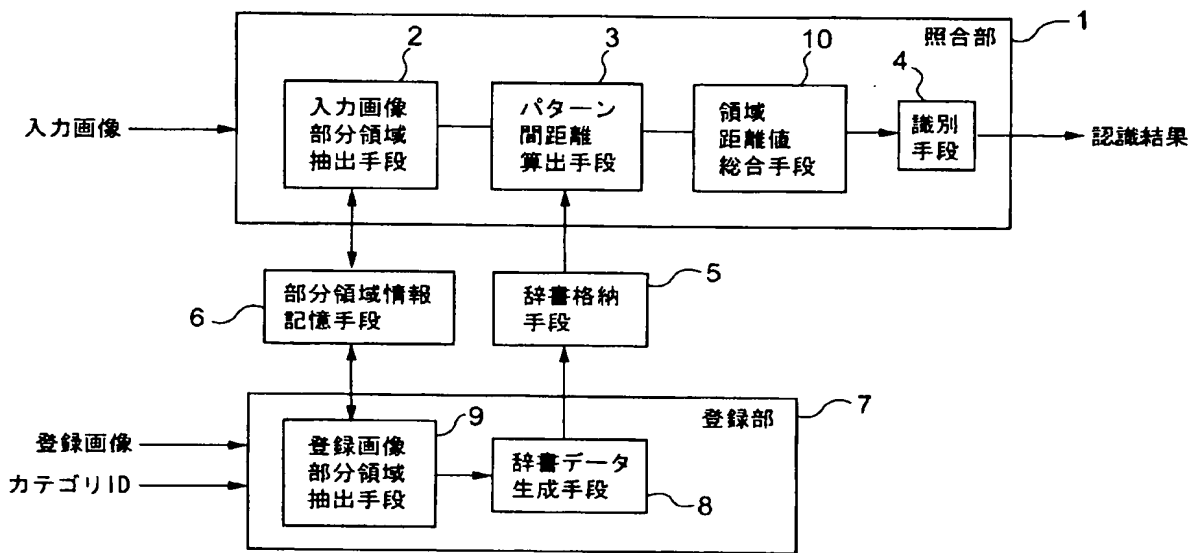 1
照合部
2
3
10
4
入力画像
入力画像
部分領域
抽出手段
パターン
間距離
算出手段
領域
距離値
総合手段
識別
手段
認識結果
6
部分領域情報
記憶手段
辞書格納
手段
5
登録部
7
9
登録画像
カテゴリID
登録画像
部分領域
抽出手段
辞書データ
生成手段
8